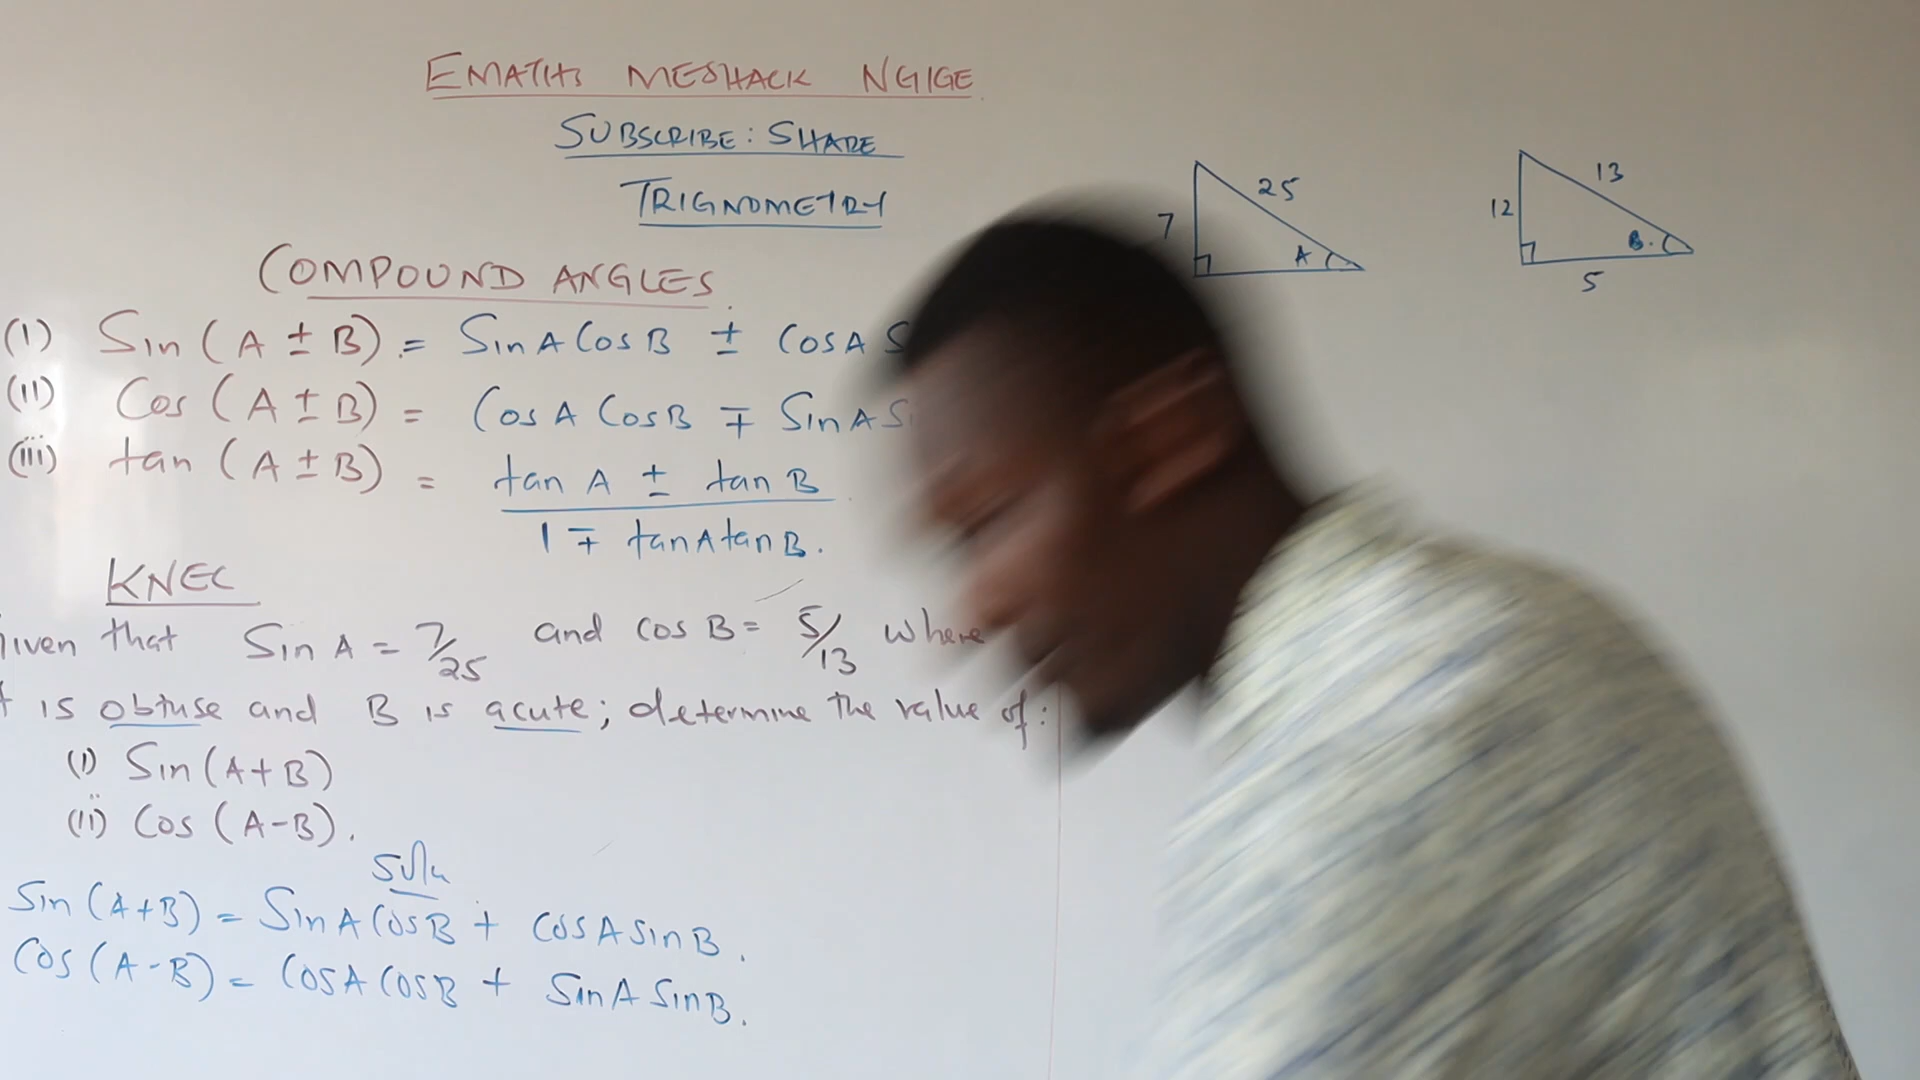 EMATHS MESHACK NGIGE
SUBSCRIBE: SHARE
TRIGNOMETRY
COMPOUND ANGLES.
(i) Sin (A ± B) = Sin A Cos B ± Cos A S
(ii) Cos (A ± B) = Cos A Cos B ∓ Sin A Si
(iii) tan (A ± B) = tan A ± tan B
1 ∓ tan A tan B.
KNEC
iven that Sin A = 7/25 and cos B = 5/13 where
is obtuse and B is acute; determine the value of:
(i) Sin (A+B)
(ii) Cos (A-B).
Soln
Sin (A+B) = Sin A Cos B + Cos A sin B.
Cos (A-B) = Cos A Cos B + Sin A Sin B.
7 25 A
12 13 B.
5